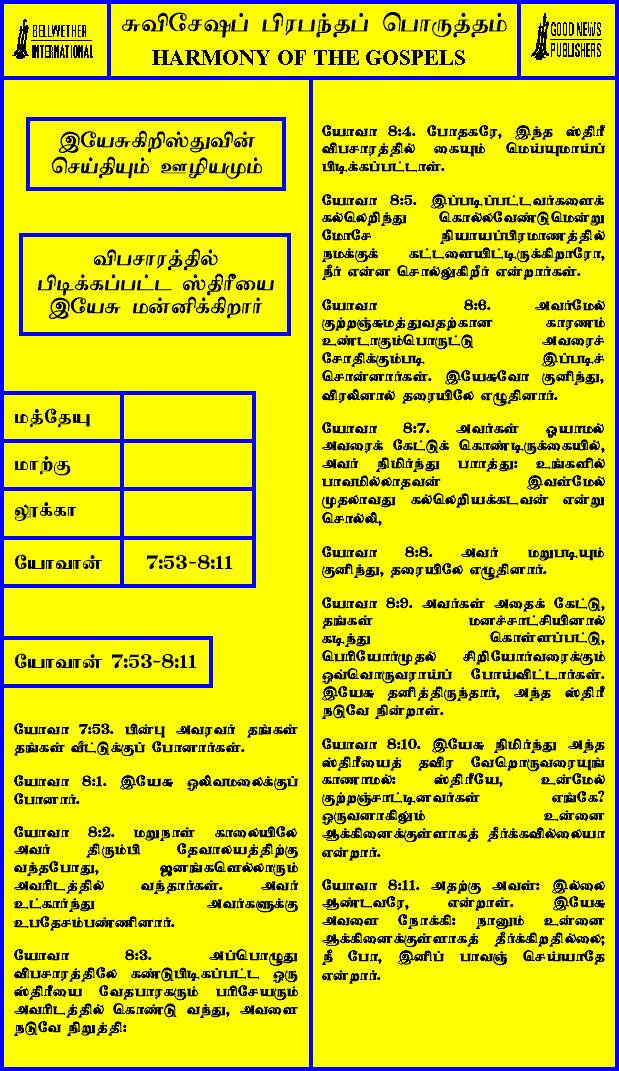 BELLWETHER
INTERNATIONAL
சுவிசேஷப் பிரபந்தப் பொருத்தம்
HARMONY OF THE GOSPELS
GOOD NEWS
PUBLISHERS
இயேசுகிறிஸ்துவின்
செய்தியும் ஊழியமும்
விபசாரத்தில்
பிடிக்கப்பட்ட ஸ்திரீயை
இயேசு மன்னிக்கிறார்
மத்தேயு
மாற்கு
லூக்கா
யோவான் 7:53-8:11
யோவான் 7:53-8:11
யோவா 7:53. பின்பு அவரவர் தங்கள்
தங்கள் வீட்டுக்குப் போனார்கள்.
யோவா 8:1. இயேசு ஒலிவமலைக்குப்
போனார்.
யோவா 8:2. மறுநாள் காலையிலே
அவர் திரும்பி தேவாலயத்திற்கு
வந்தபோது, ஜனங்களெல்லாரும்
அவரிடத்தில் வந்தார்கள். அவர்
உட்கார்ந்து அவர்களுக்கு
உபதேசம்பண்ணினார்.
யோவா 8:3. அப்பொழுது
விபசாரத்திலே கண்டுபிடிகப்பட்ட ஒரு
ஸ்திரீயை வேதபாரகரும் பரிசேயரும்
அவரிடத்தில் கொண்டு வந்து, அவளை
நடுவே நிறுத்தி:
யோவா 8:4. போதகரே, இந்த ஸ்திரீ
விபசாரத்தில் கையும் மெய்யுமாய்ப்
பிடிக்கப்பட்டாள்.
யோவா 8:5. இப்படிப்பட்டவர்களைக்
கல்லெறிந்து கொல்லவேண்டுமென்று
மோசே நியாயப்பிரமாணத்தில்
நமக்குக் கட்டளையிட்டிருக்கிறாரே,
நீர் என்ன சொல்லுகிறீர் என்றார்கள்.
யோவா 8:6. அவர்மேல்
குற்றஞ்சுமத்துவதற்கான காரணம்
உண்டாகும்பொருட்டு அவரைச்
சோதிக்கும்படி இப்படிச்
சொன்னார்கள். இயேசுவோ குனிந்து,
விரலினால் தரையிலே எழுதினார்.
யோவா 8:7. அவர்கள் ஓயாமல்
அவரைக் கேட்டுக் கொண்டிருக்கையில்,
அவர் நிமிர்ந்து பார்த்து: உங்களில்
பாவமில்லாதவன் இவள்மேல்
முதலாவது கல்லெறியக்கடவன் என்று
சொல்லி,
யோவா 8:8. அவர் மறுபடியும்
குனிந்து, தரையிலே எழுதினார்.
யோவா 8:9. அவர்கள் அதைக் கேட்டு,
தங்கள் மனச்சாட்சியினால்
கடிந்து கொள்ளப்பட்டு,
பெரியோர்முதல் சிறியோர்வரைக்கும்
ஒவ்வொருவராய்ப் போய்விட்டார்கள்.
இயேசு தனித்திருந்தார், அந்த ஸ்திரீ
நடுவே நின்றாள்.
யோவா 8:10. இயேசு நிமிர்ந்து அந்த
ஸ்திரீயைத் தவிர வேறொருவரையுங்
காணாமல்: ஸ்திரீயே, உன்மேல்
குற்றஞ்சாட்டினவர்கள் எங்கே?
ஒருவனாகிலும் உன்னை
ஆக்கினைக்குள்ளாகத் தீர்க்கவில்லையா
என்றார்.
யோவா 8:11. அதற்கு அவள்: இல்லை
ஆண்டவரே, என்றாள். இயேசு
அவளை நோக்கி: நானும் உன்னை
ஆக்கினைக்குள்ளாகத் தீர்க்கிறதில்லை;
நீ போ, இனிப் பாவஞ் செய்யாதே
என்றார்.